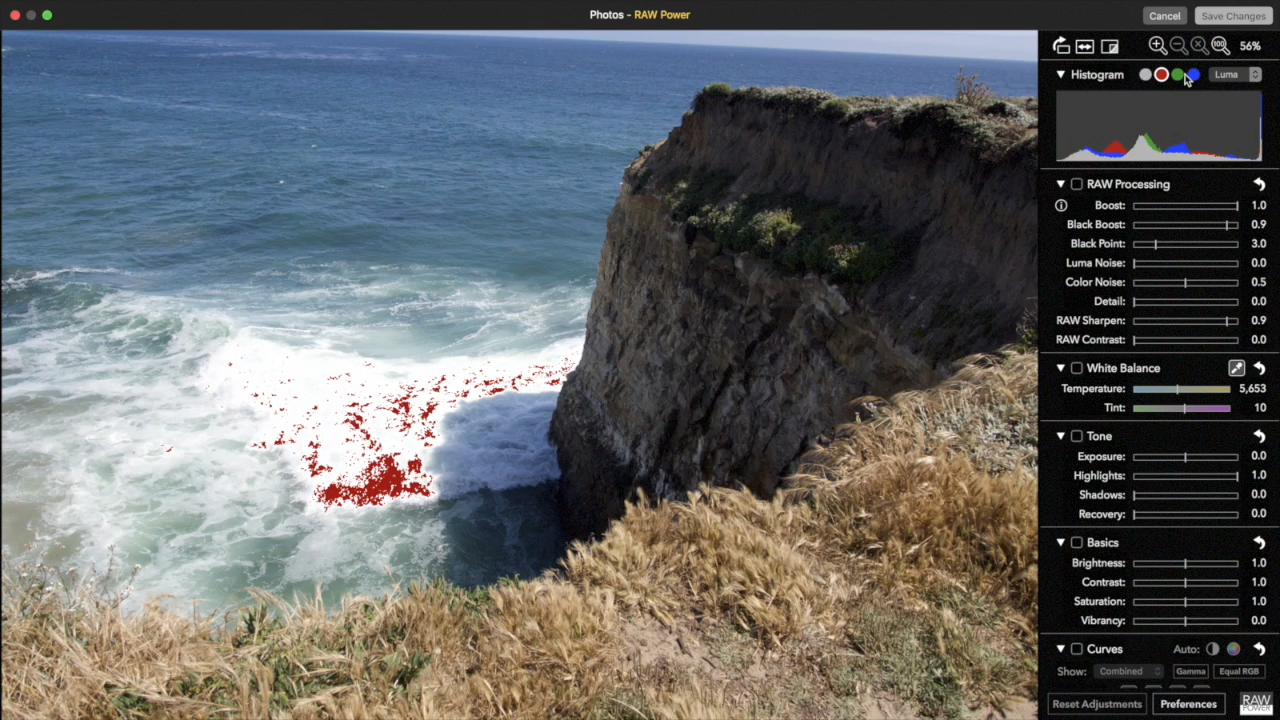 Photos - RAW Power
Cancel
Save Changes
100
56%
Histogram
Luma
RAW Processing
Boost: 1.0
Black Boost: 0.9
Black Point: 3.0
Luma Noise: 0.0
Color Noise: 0.5
Detail: 0.0
RAW Sharpen: 0.9
RAW Contrast: 0.0
White Balance
Temperature: 5,653
Tint: 10
Tone
Exposure: 0.0
Highlights: 1.0
Shadows: 0.0
Recovery: 0.0
Basics
Brightness: 1.0
Contrast: 1.0
Saturation: 1.0
Vibrancy: 0.0
Curves Auto:
Show: Combined Gamma Equal RGB
Reset Adjustments Preferences RAW POWER